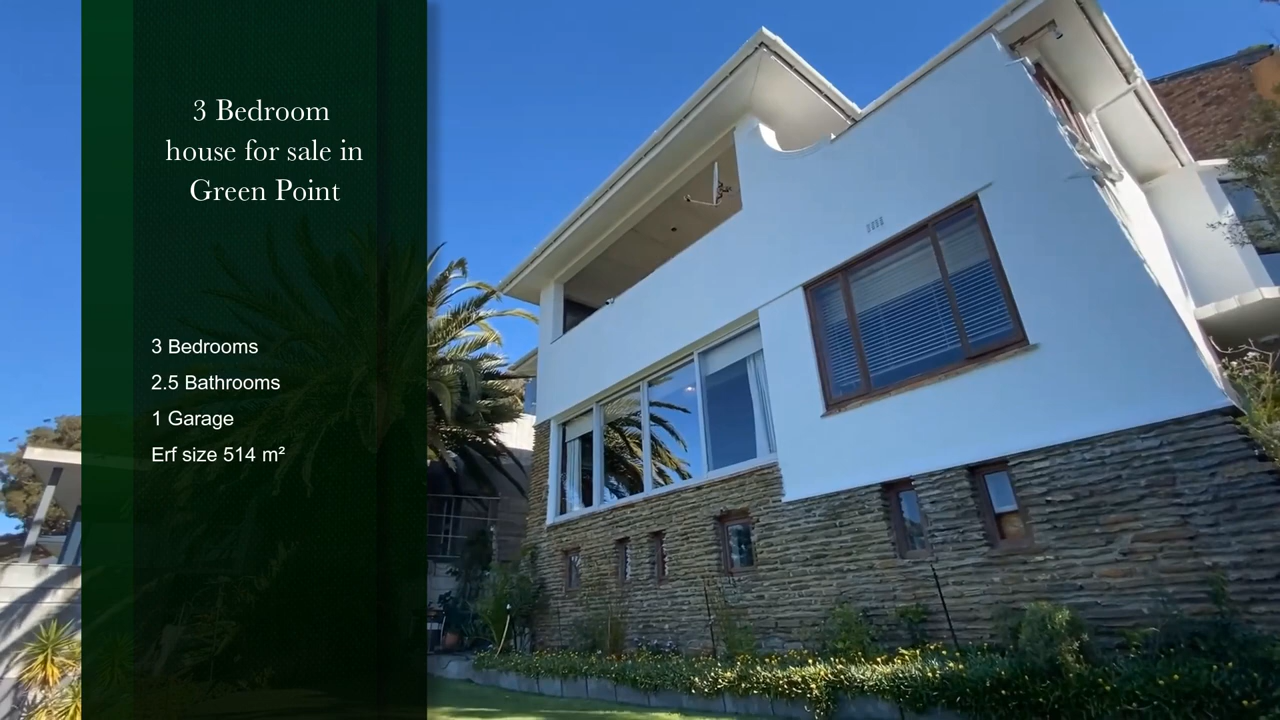 3 Bedroom
house for sale in
Green Point
3 Bedrooms
2.5 Bathrooms
1 Garage
Erf size 514 m²